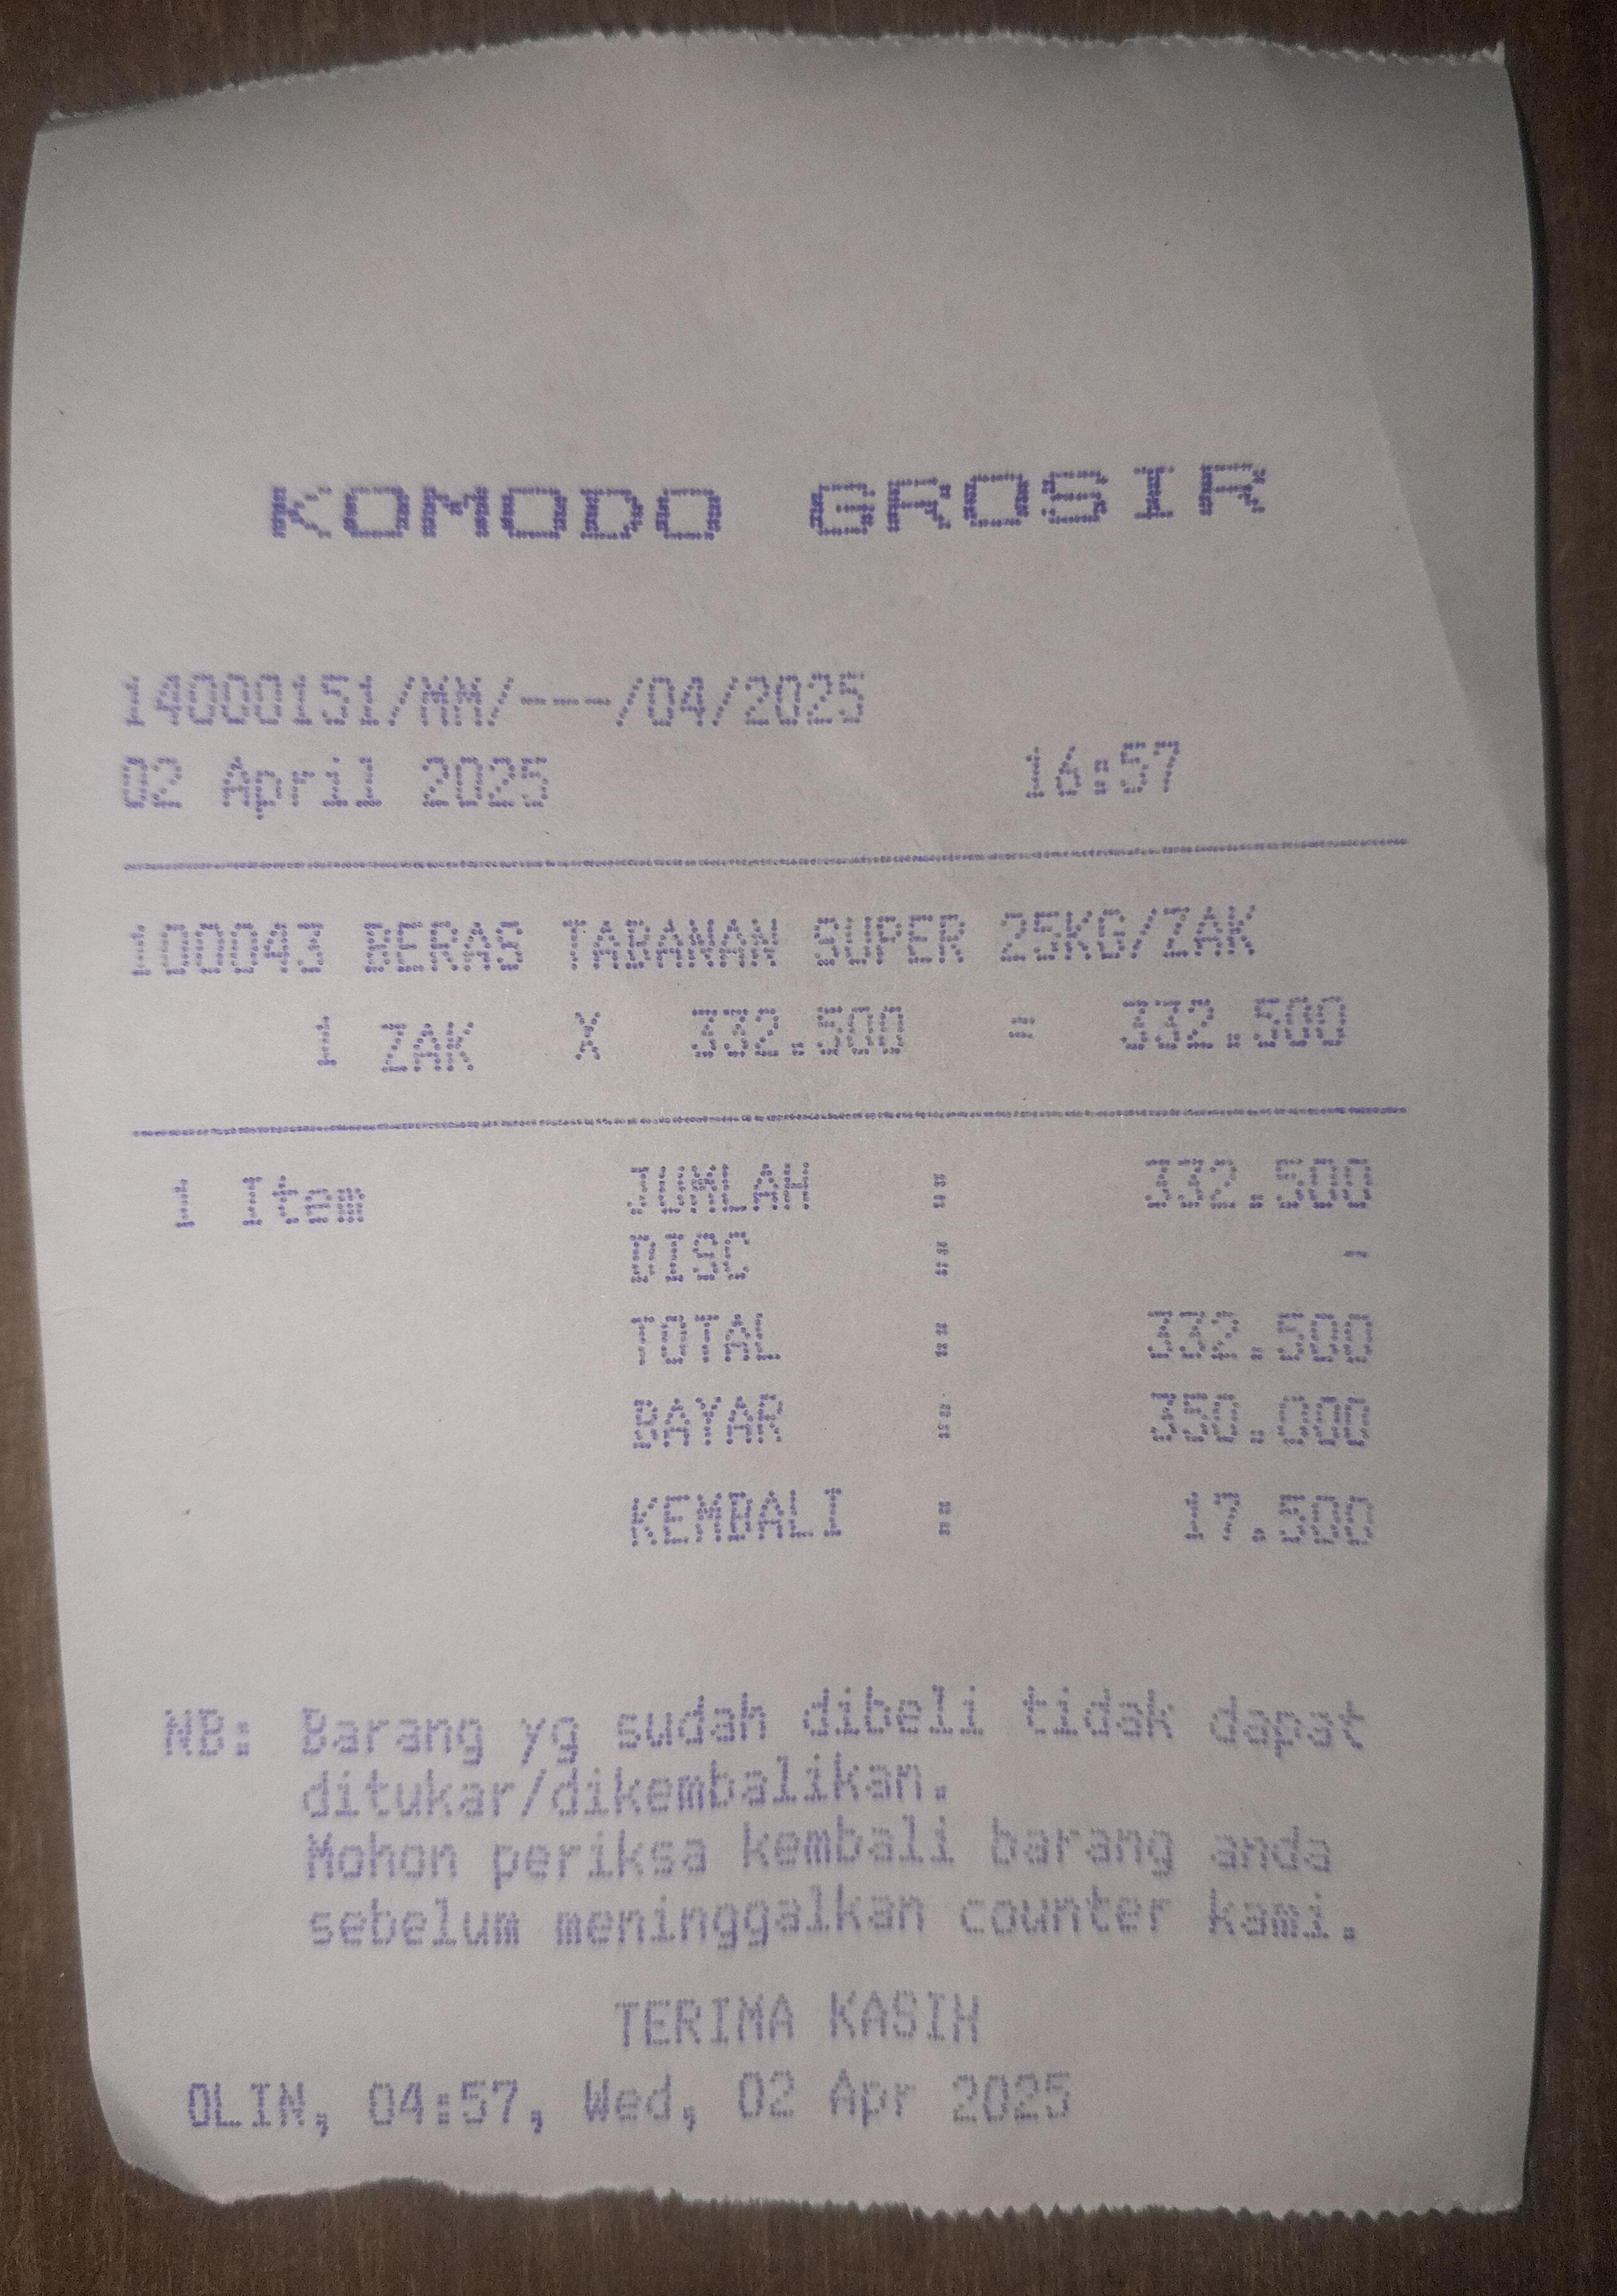 KOMODO GROSIR
14000151/MM/---/04/2025
02 April 2025 16:57
BERAS TARAKAN SUPER 25KG/ZAK
1 ZAK X 332.500 = 332.500
1 Item JUMLAH : 332.500
DISC : -
TOTAL : 332.500
BAYAR : 350.000
KEMBALI : 17.500
NB: Barang yg sudah dibeli tidak dapat
ditukar/dikembalikan.
Mohon periksa kembali barang anda
sebelum meninggalkan counter kami.
TERIMA KASIH
OLIN, 04:57, Wed, 02 Apr 2025